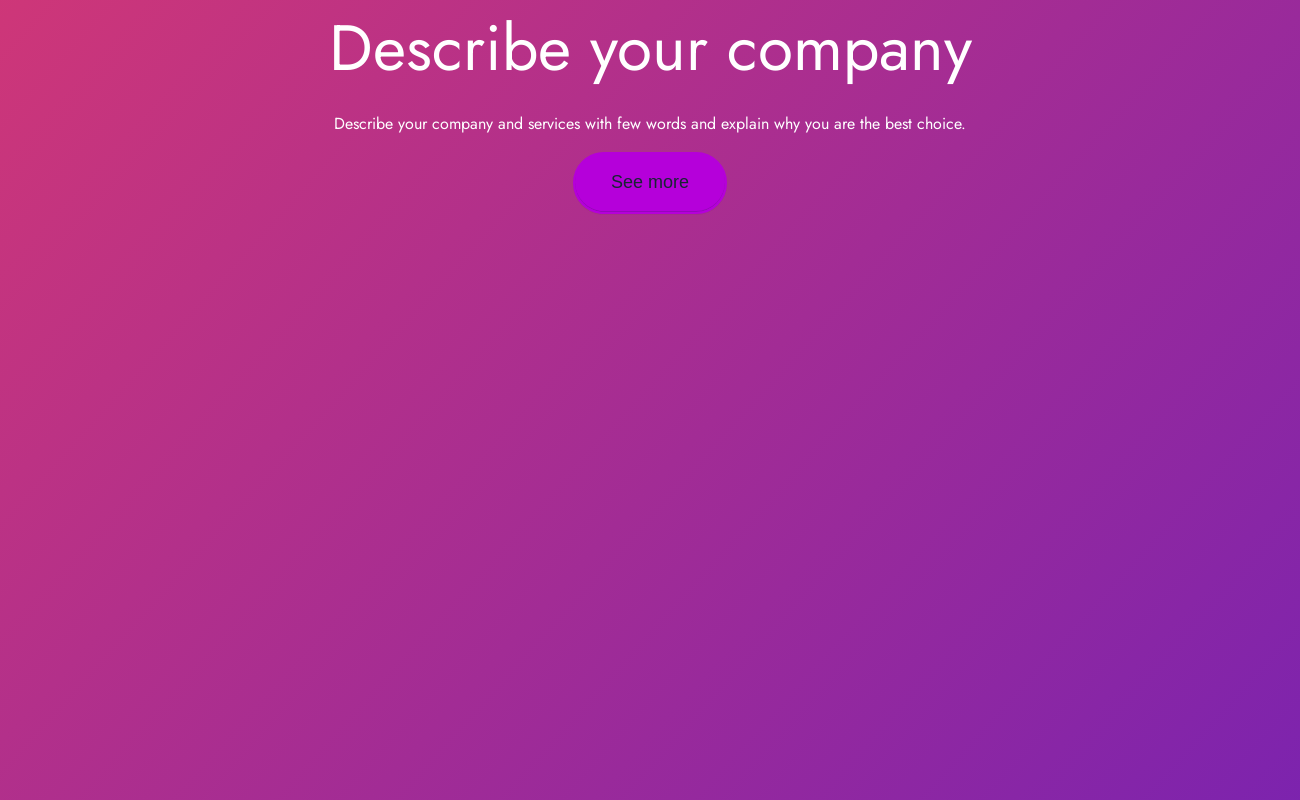 Describe your company
Describe your company and services with few words and explain why you are the best choice.
See more